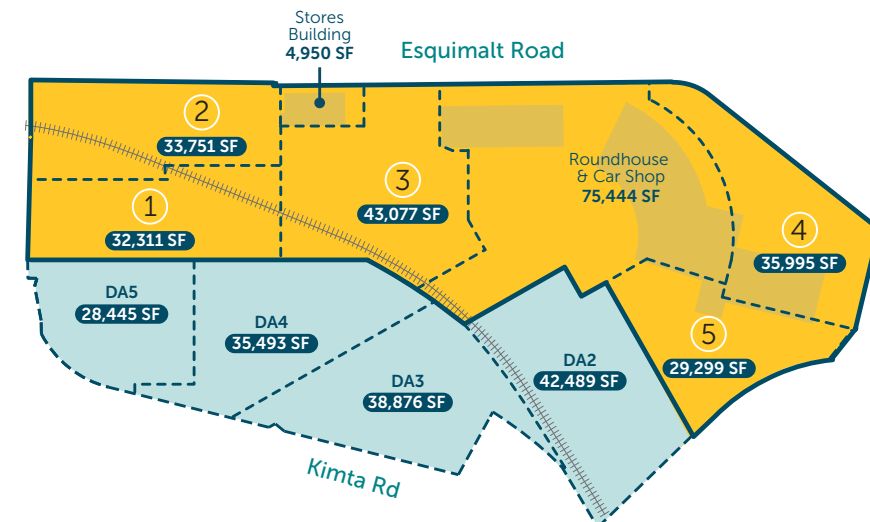 Stores
Building
4,950 SF
Esquimalt Road
2
33,751 SF
Roundhouse
& Car Shop
75,444 SF
3
43,077 SF
1
32,311 SF
4
35,995 SF
DA5
28,445 SF
DA4
35,493 SF
5
29,299 SF
DA2
42,489 SF
DA3
38,876 SF
Kimta Rd